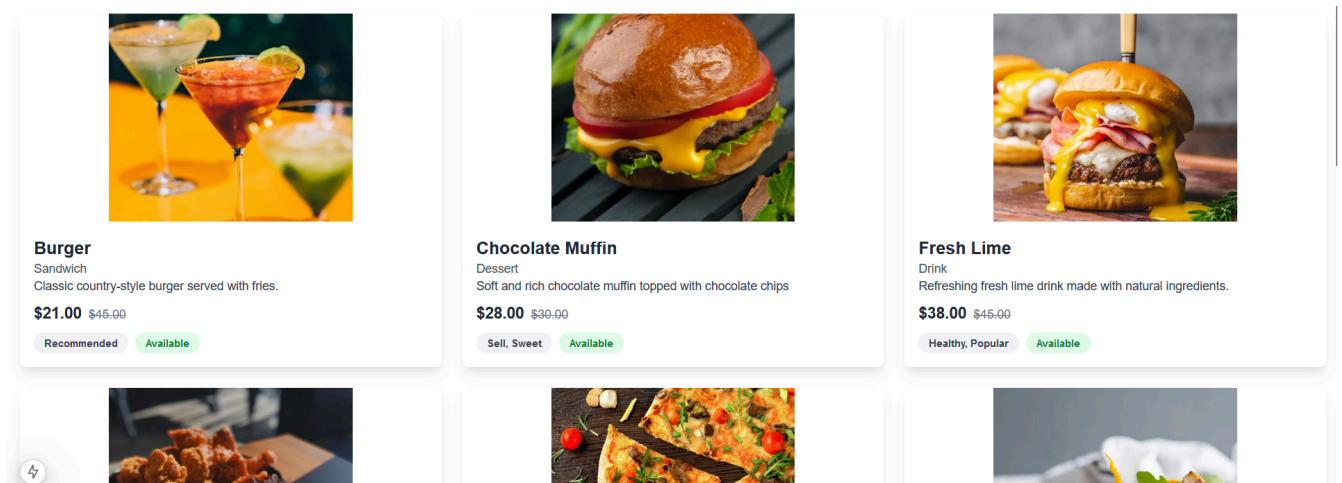 Burger
Sandwich
Classic country-style burger served with fries.
$21.00 $45.00
Recommended Available
Chocolate Muffin
Dessert
Soft and rich chocolate muffin topped with chocolate chips
$28.00 $30.00
Sell, Sweet Available
Fresh Lime
Drink
Refreshing fresh lime drink made with natural ingredients.
$38.00 $45.00
Healthy, Popular Available